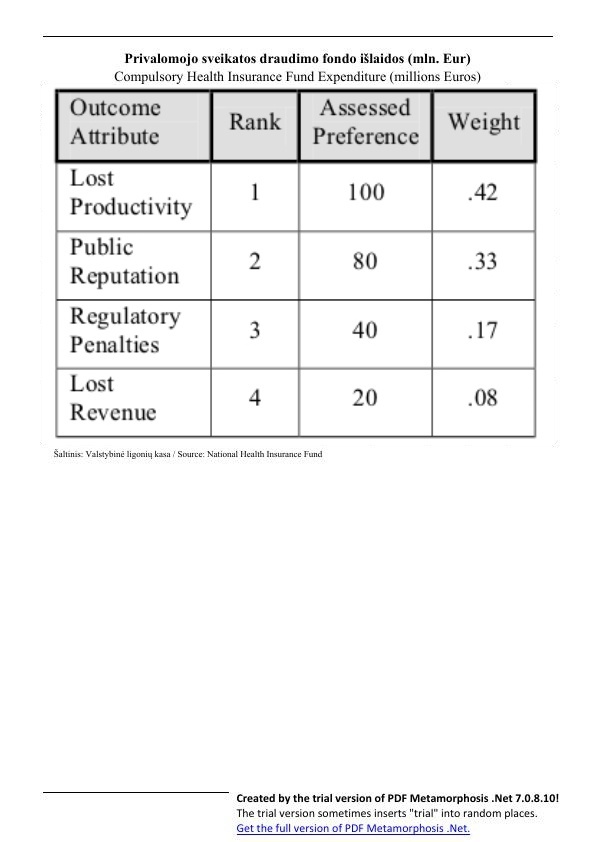 Privalomojo sveikatos draudimo fondo išlaidos (mln. Eur)
Compulsory Health Insurance Fund Expenditure (millions Euros)
Outcome Attribute Rank Assessed Preference Weight
Lost Productivity 1 100 .42
Public Reputation 2 80 .33
Regulatory Penalties 3 40 .17
Lost Revenue 4 20 .08
Šaltinis: Valstybinė ligonių kasa / Source: National Health Insurance Fund
Created by the trial version of PDF Metamorphosis .Net 7.0.8.10!
The trial version sometimes inserts "trial" into random places.
Get the full version of PDF Metamorphosis .Net.